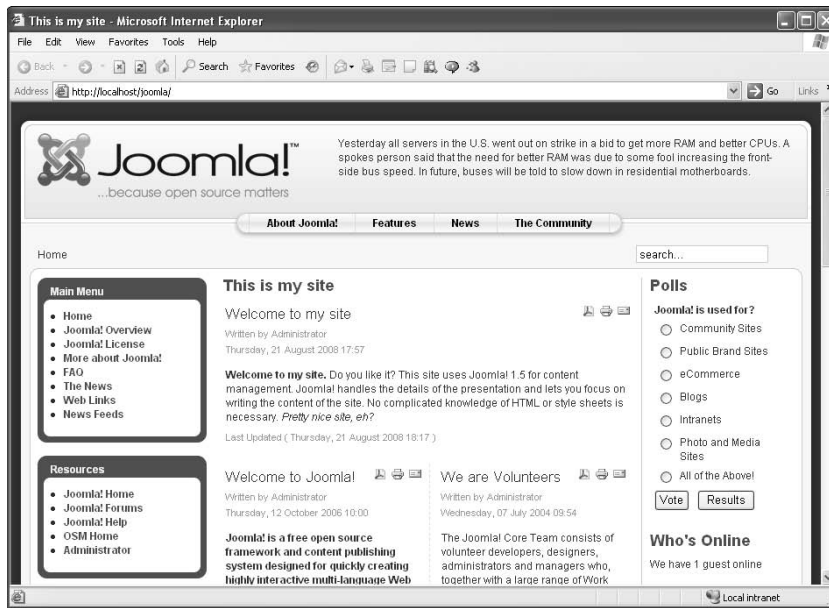 This is my site - Microsoft Internet Explorer
File Edit View Favorites Tools Help
Back Search Favorites
Address http://localhost/joomla/ Go Links
Joomla!™
...because open source matters
Yesterday all servers in the U.S. went out on strike in a bid to get more RAM and better CPUs. A
spokes person said that the need for better RAM was due to some fool increasing the front-
side bus speed. In future, buses will be told to slow down in residential motherboards.
About Joomla! Features News The Community
Home
search...
Main Menu
Home
Joomla! Overview
Joomla! License
More about Joomla!
FAQ
The News
Web Links
News Feeds
Resources
Joomla! Home
Joomla! Forums
Joomla! Help
OSM Home
Administrator
This is my site
Welcome to my site
Written by Administrator
Thursday, 21 August 2008 17:57
Welcome to my site. Do you like it? This site uses Joomla! 1.5 for content
management. Joomla! handles the details of the presentation and lets you focus on
writing the content of the site. No complicated knowledge of HTML or style sheets is
necessary. Pretty nice site, eh?
Last Updated ( Thursday, 21 August 2008 18:17 )
Welcome to Joomla!
Written by Administrator
Thursday, 12 October 2006 10:00
Joomla! is a free open source
framework and content publishing
system designed for quickly creating
highly interactive multi-language Web
We are Volunteers
Written by Administrator
Wednesday, 07 July 2004 09:54
The Joomla! Core Team consists of
volunteer developers, designers,
administrators and managers who,
together with a large range of Work
Polls
Joomla! is used for?
Community Sites
Public Brand Sites
eCommerce
Blogs
Intranets
Photo and Media
Sites
All of the Above!
Vote Results
Who's Online
We have 1 guest online
Local intranet